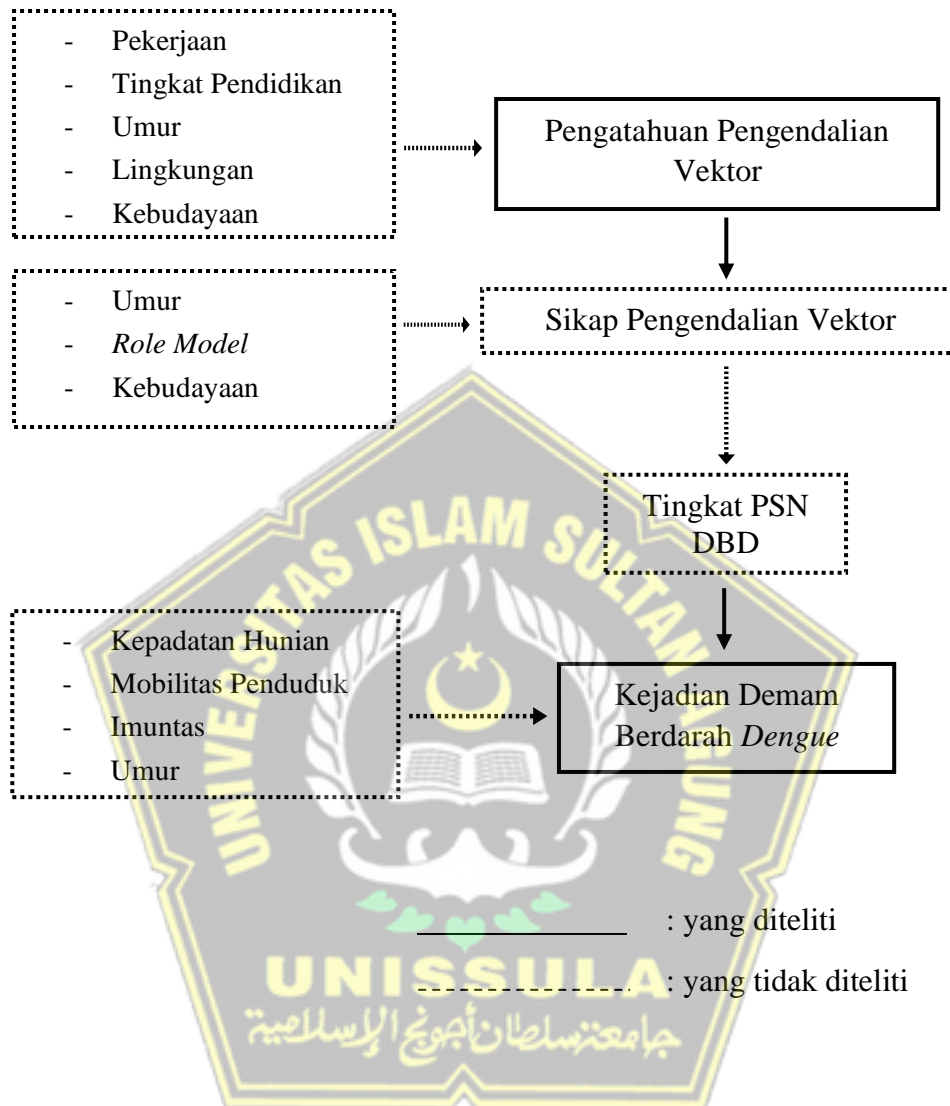 - Pekerjaan
- Tingkat Pendidikan
- Umur
- Lingkungan
- Kebudayaan
Pengatahuan Pengendalian
Vektor
- Umur
- Role Model
- Kebudayaan
Sikap Pengendalian Vektor
Tingkat PSN
DBD
- Kepadatan Hunian
- Mobilitas Penduduk
- Imuntas
- Umur
Kejadian Demam
Berdarah Dengue
: yang diteliti
: yang tidak diteliti
UNIVERSITAS ISLAM SULTAN AGUNG
UNISSULA
جامعة سلطان أجونج الإسلامية